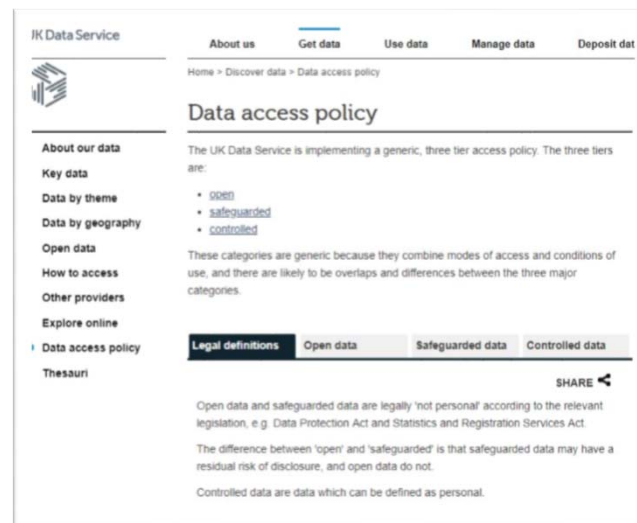 JK Data Service
About us Get data Use data Manage data Deposit dat
Home > Discover data > Data access policy
Data access policy
About our data
Key data
Data by theme
Data by geography
Open data
How to access
Other providers
Explore online
Data access policy
Thesauri
The UK Data Service is implementing a generic, three tier access policy. The three tiers
are:
open
safeguarded
controlled
These categories are generic because they combine modes of access and conditions of
use, and there are likely to be overlaps and differences between the three major
categories.
Legal definitions Open data Safeguarded data Controlled data
SHARE
Open data and safeguarded data are legally 'not personal' according to the relevant
legislation, e.g. Data Protection Act and Statistics and Registration Services Act.
The difference between 'open' and 'safeguarded' is that safeguarded data may have a
residual risk of disclosure, and open data do not.
Controlled data are data which can be defined as personal.